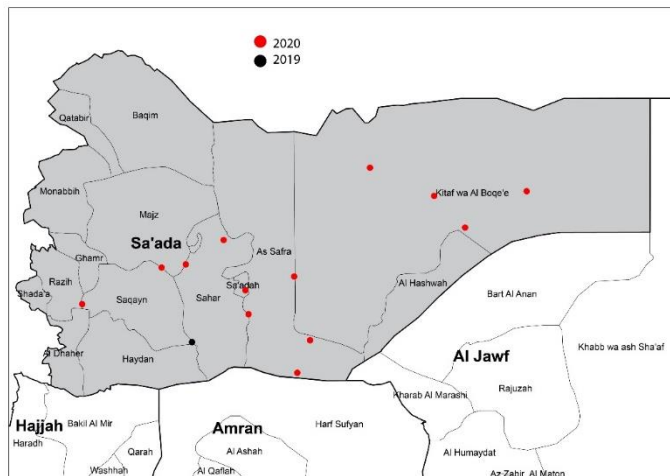 2020
2019
Baqim
Qatabir
Monabbih
Kitaf wa Al Boqe'e
Majz
Sa'ada
Ghamr
As Safra
Razih
Al Hashwah
Sa'adah
Shada'a
Saqayn
Sahar
Bart Al Anan
Al Dhaher
Haydan
Khabb wa ash Sha'af
Al Jawf
Kharab Al Marashi
Rajuzah
Hajjah
Bakil Al Mir
Amran
Harf Sufyan
Haradh
Qarah
Al Ashah
Al Humaydat
Washhah
Al Qaflah
Az-Zahir
Al Maton